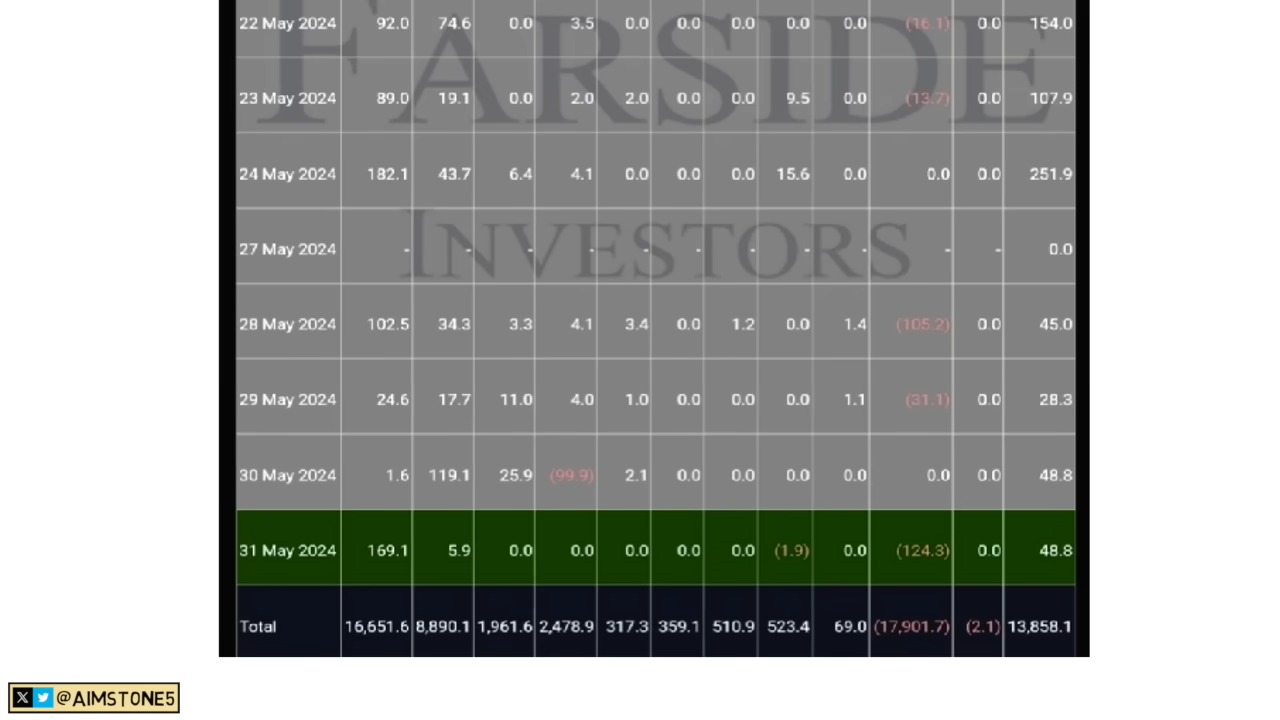 22 May 2024 92.0 74.6 0.0 3.5 0.0 0.0 0.0 0.0 0.0 (16.1) 0.0 154.0
23 May 2024 89.0 19.1 0.0 2.0 2.0 0.0 0.0 9.5 0.0 (13.7) 0.0 107.9
FARSIDE
24 May 2024 182.1 43.7 6.4 4.1 0.0 0.0 0.0 15.6 0.0 0.0 0.0 251.9
27 May 2024 - - - - - - - - - - - 0.0
INVESTORS
28 May 2024 102.5 34.3 3.3 4.1 3.4 0.0 1.2 0.0 1.4 (105.2) 0.0 45.0
29 May 2024 24.6 17.7 11.0 4.0 1.0 0.0 0.0 0.0 1.1 (31.1) 0.0 28.3
30 May 2024 1.6 119.1 25.9 (99.9) 2.1 0.0 0.0 0.0 0.0 0.0 0.0 48.8
31 May 2024 169.1 5.9 0.0 0.0 0.0 0.0 0.0 (1.9) 0.0 (124.3) 0.0 48.8
Total 16,651.6 8,890.1 1,961.6 2,478.9 317.3 359.1 510.9 523.4 69.0 (17,901.7) (2.1) 13,858.1
@AIMSTONE5